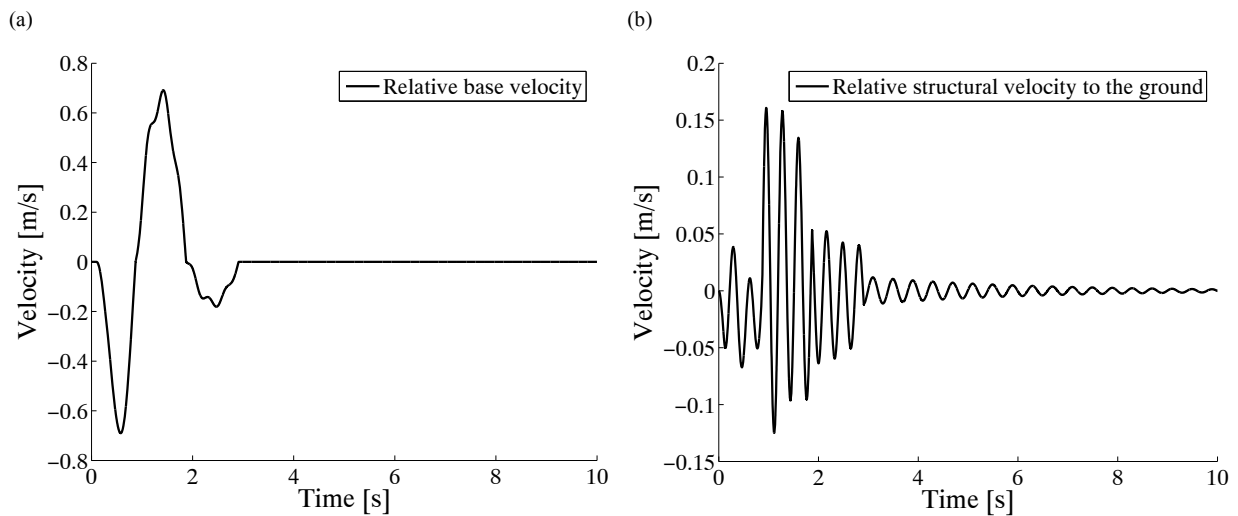 (a)
Relative base velocity
0.8
0.6
0.4
0.2
0
−0.2
−0.4
−0.6
−0.8
Velocity [m/s]
0 2 4 6 8 10
Time [s]
(b)
Relative structural velocity to the ground
0.2
0.15
0.1
0.05
0
−0.05
−0.1
−0.15
Velocity [m/s]
0 2 4 6 8 10
Time [s]